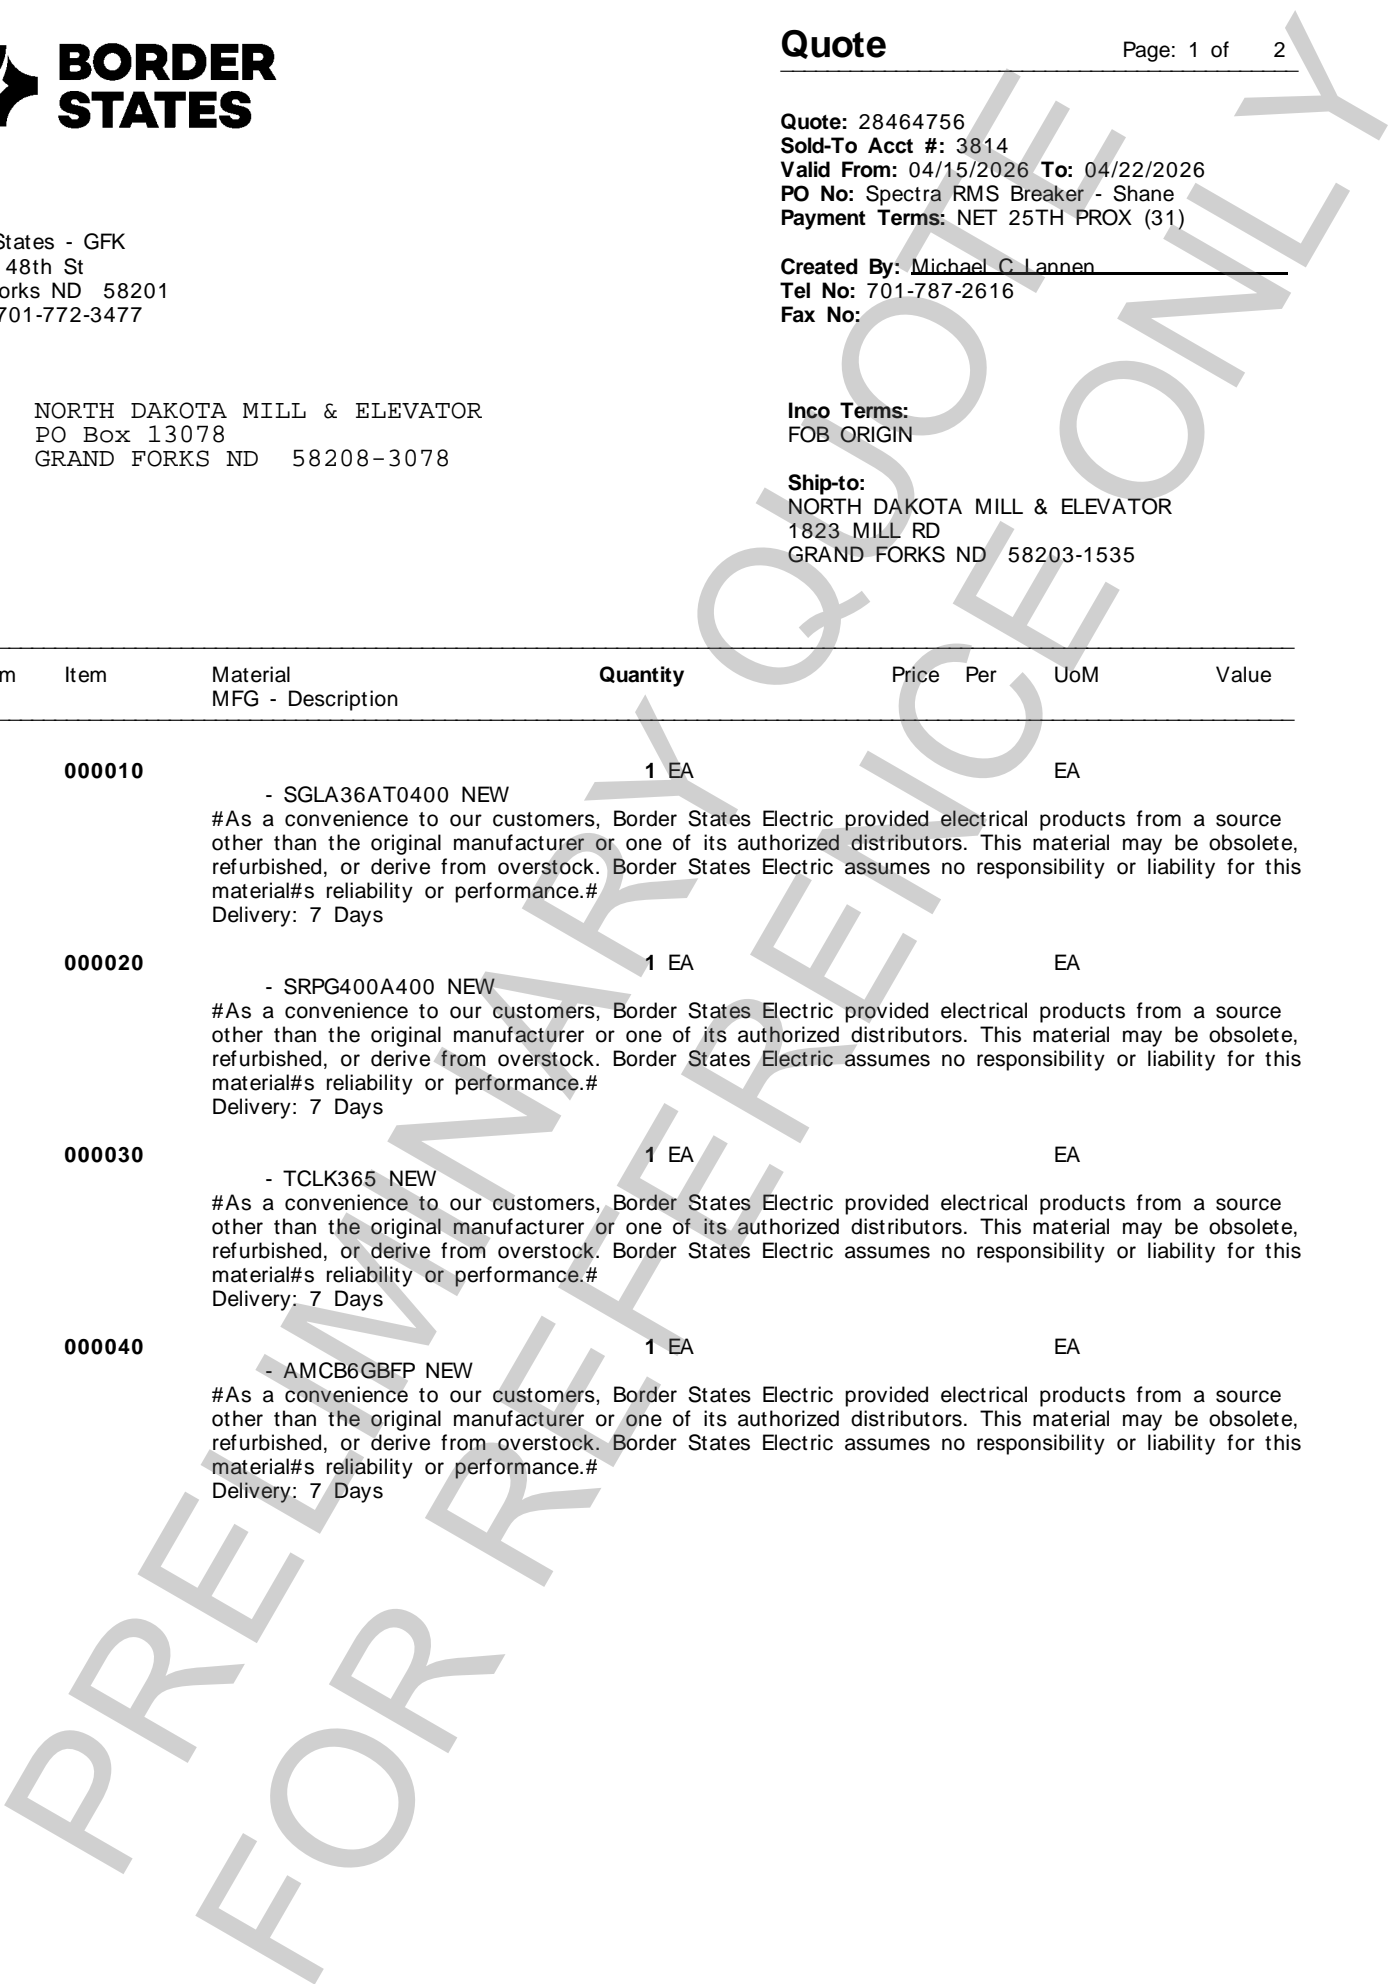 BORDER
STATES
Quote Page: 1 of 2
Quote: 28464756
Sold-To Acct #: 3814
Valid From: 04/15/2026 To: 04/22/2026
PO No: Spectra RMS Breaker - Shane
Payment Terms: NET 25TH PROX (31)
States - GFK
48th St
orks ND 58201
701-772-3477
Created By: Michael C Lannen
Tel No: 701-787-2616
Fax No:
NORTH DAKOTA MILL & ELEVATOR
PO Box 13078
GRAND FORKS ND 58208-3078
Inco Terms:
FOB ORIGIN
Ship-to:
NORTH DAKOTA MILL & ELEVATOR
1823 MILL RD
GRAND FORKS ND 58203-1535
m Item Material Quantity Price Per UoM Value
MFG - Description
000010 1 EA EA
- SGLA36AT0400 NEW
#As a convenience to our customers, Border States Electric provided electrical products from a source
other than the original manufacturer or one of its authorized distributors. This material may be obsolete,
refurbished, or derive from overstock. Border States Electric assumes no responsibility or liability for this
material#s reliability or performance.#
Delivery: 7 Days
000020 1 EA EA
- SRPG400A400 NEW
#As a convenience to our customers, Border States Electric provided electrical products from a source
other than the original manufacturer or one of its authorized distributors. This material may be obsolete,
refurbished, or derive from overstock. Border States Electric assumes no responsibility or liability for this
material#s reliability or performance.#
Delivery: 7 Days
000030 1 EA EA
- TCLK365 NEW
#As a convenience to our customers, Border States Electric provided electrical products from a source
other than the original manufacturer or one of its authorized distributors. This material may be obsolete,
refurbished, or derive from overstock. Border States Electric assumes no responsibility or liability for this
material#s reliability or performance.#
Delivery: 7 Days
000040 1 EA EA
- AMCB6GBFP NEW
#As a convenience to our customers, Border States Electric provided electrical products from a source
other than the original manufacturer or one of its authorized distributors. This material may be obsolete,
refurbished, or derive from overstock. Border States Electric assumes no responsibility or liability for this
material#s reliability or performance.#
Delivery: 7 Days
PRELIMINARY QUOTE
FOR REFERENCE ONLY